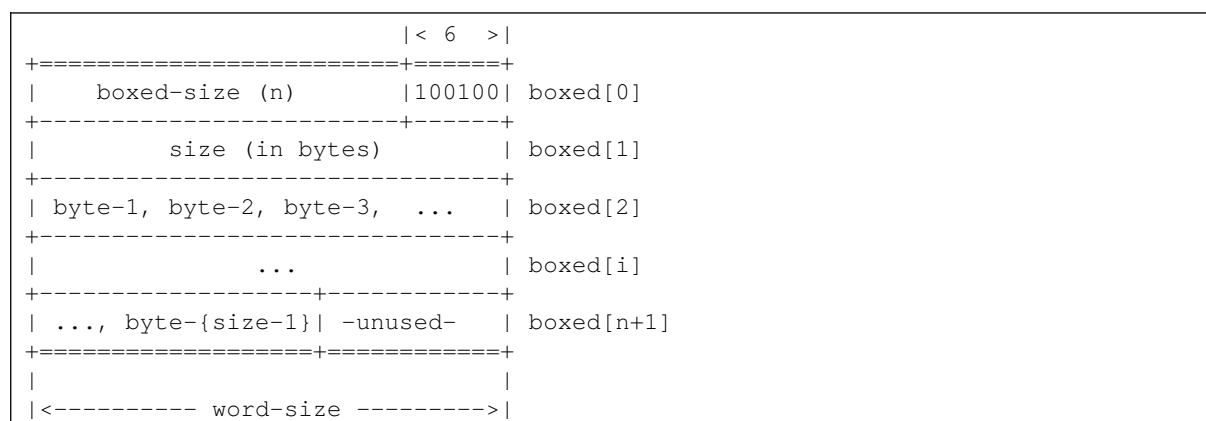 |< 6  >|
+=========================+======+
|    boxed-size (n)       |100100| boxed[0]
+-------------------------+------+
|         size (in bytes)        | boxed[1]
+--------------------------------+
| byte-1, byte-2, byte-3,  ...   | boxed[2]
+--------------------------------+
|               ...              | boxed[i]
+-------------------+------------+
| ..., byte-{size-1}| -unused-   | boxed[n+1]
+===================+============+
|                                |
|<---------- word-size --------->|